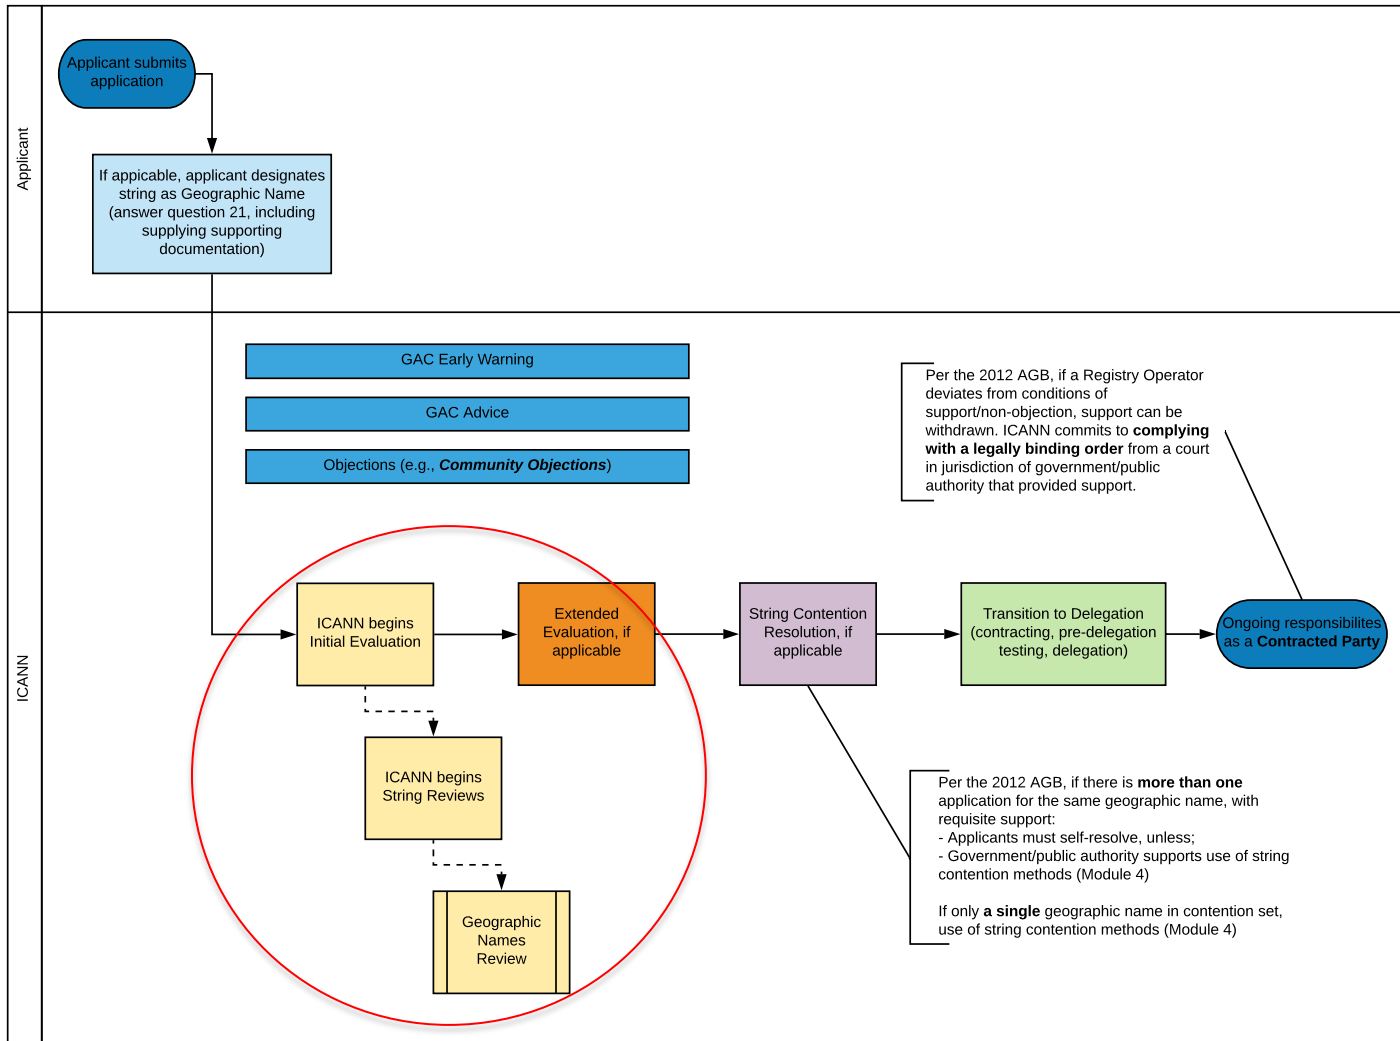 Applicant
Applicant submits
application
If appicable, applicant designates
string as Geographic Name
(answer question 21, including
supplying supporting
documentation)
ICANN
GAC Early Warning
GAC Advice
Objections (e.g., Community Objections)
Per the 2012 AGB, if a Registry Operator
deviates from conditions of
support/non-objection, support can be
withdrawn. ICANN commits to complying
with a legally binding order from a court
in jurisdiction of government/public
authority that provided support.
ICANN begins
Initial Evaluation
Extended
Evaluation, if
applicable
String Contention
Resolution, if
applicable
Transition to Delegation
(contracting, pre-delegation
testing, delegation)
Ongoing responsibilites
as a Contracted Party
ICANN begins
String Reviews
Geographic
Names
Review
Per the 2012 AGB, if there is more than one
application for the same geographic name, with
requisite support:
- Applicants must self-resolve, unless;
- Government/public authority supports use of string
contention methods (Module 4)
If only a single geographic name in contention set,
use of string contention methods (Module 4)